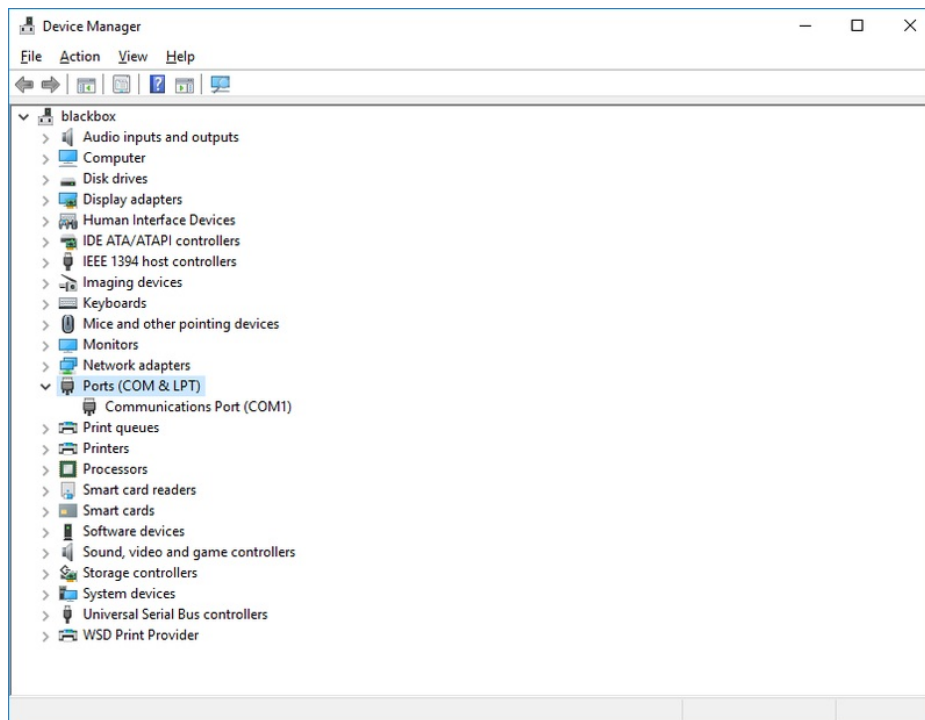 Device Manager
File Action View Help
blackbox
Audio inputs and outputs
Computer
Disk drives
Display adapters
Human Interface Devices
IDE ATA/ATAPI controllers
IEEE 1394 host controllers
Imaging devices
Keyboards
Mice and other pointing devices
Monitors
Network adapters
Ports (COM & LPT)
Communications Port (COM1)
Print queues
Printers
Processors
Smart card readers
Smart cards
Software devices
Sound, video and game controllers
Storage controllers
System devices
Universal Serial Bus controllers
WSD Print Provider